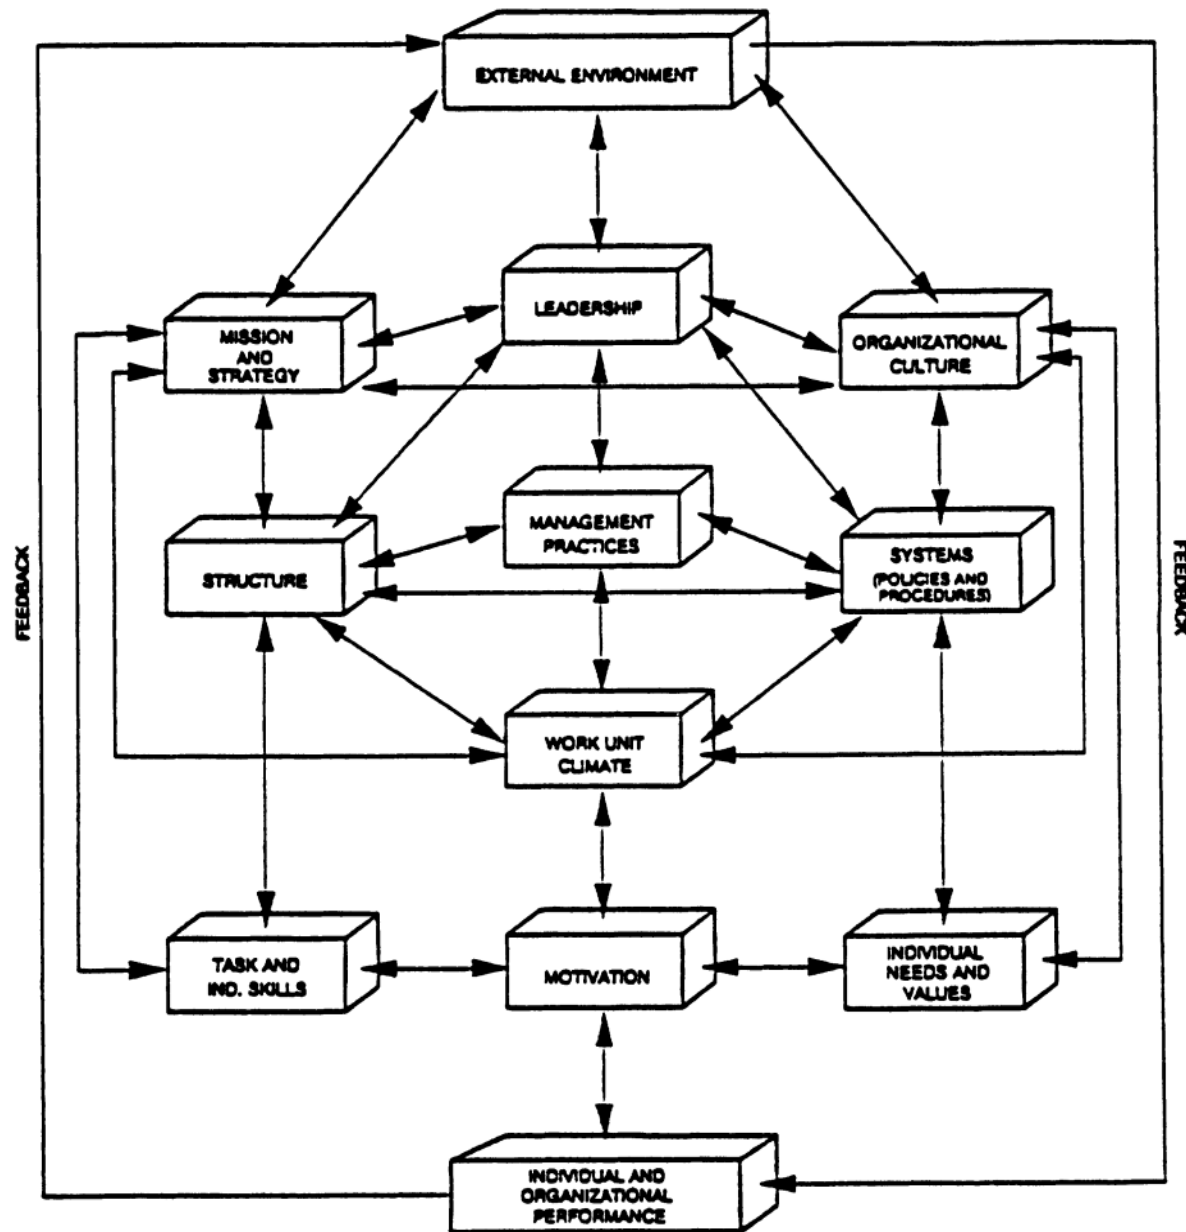 EXTERNAL ENVIRONMENT
LEADERSHIP
MISSION
AND
STRATEGY
ORGANIZATIONAL
CULTURE
MANAGEMENT
PRACTICES
STRUCTURE
SYSTEMS
(POLICIES AND
PROCEDURES)
FEEDBACK
FEEDBACK
WORK UNIT
CLIMATE
TASK AND
IND. SKILLS
MOTIVATION
INDIVIDUAL
NEEDS AND
VALUES
INDIVIDUAL AND
ORGANIZATIONAL
PERFORMANCE